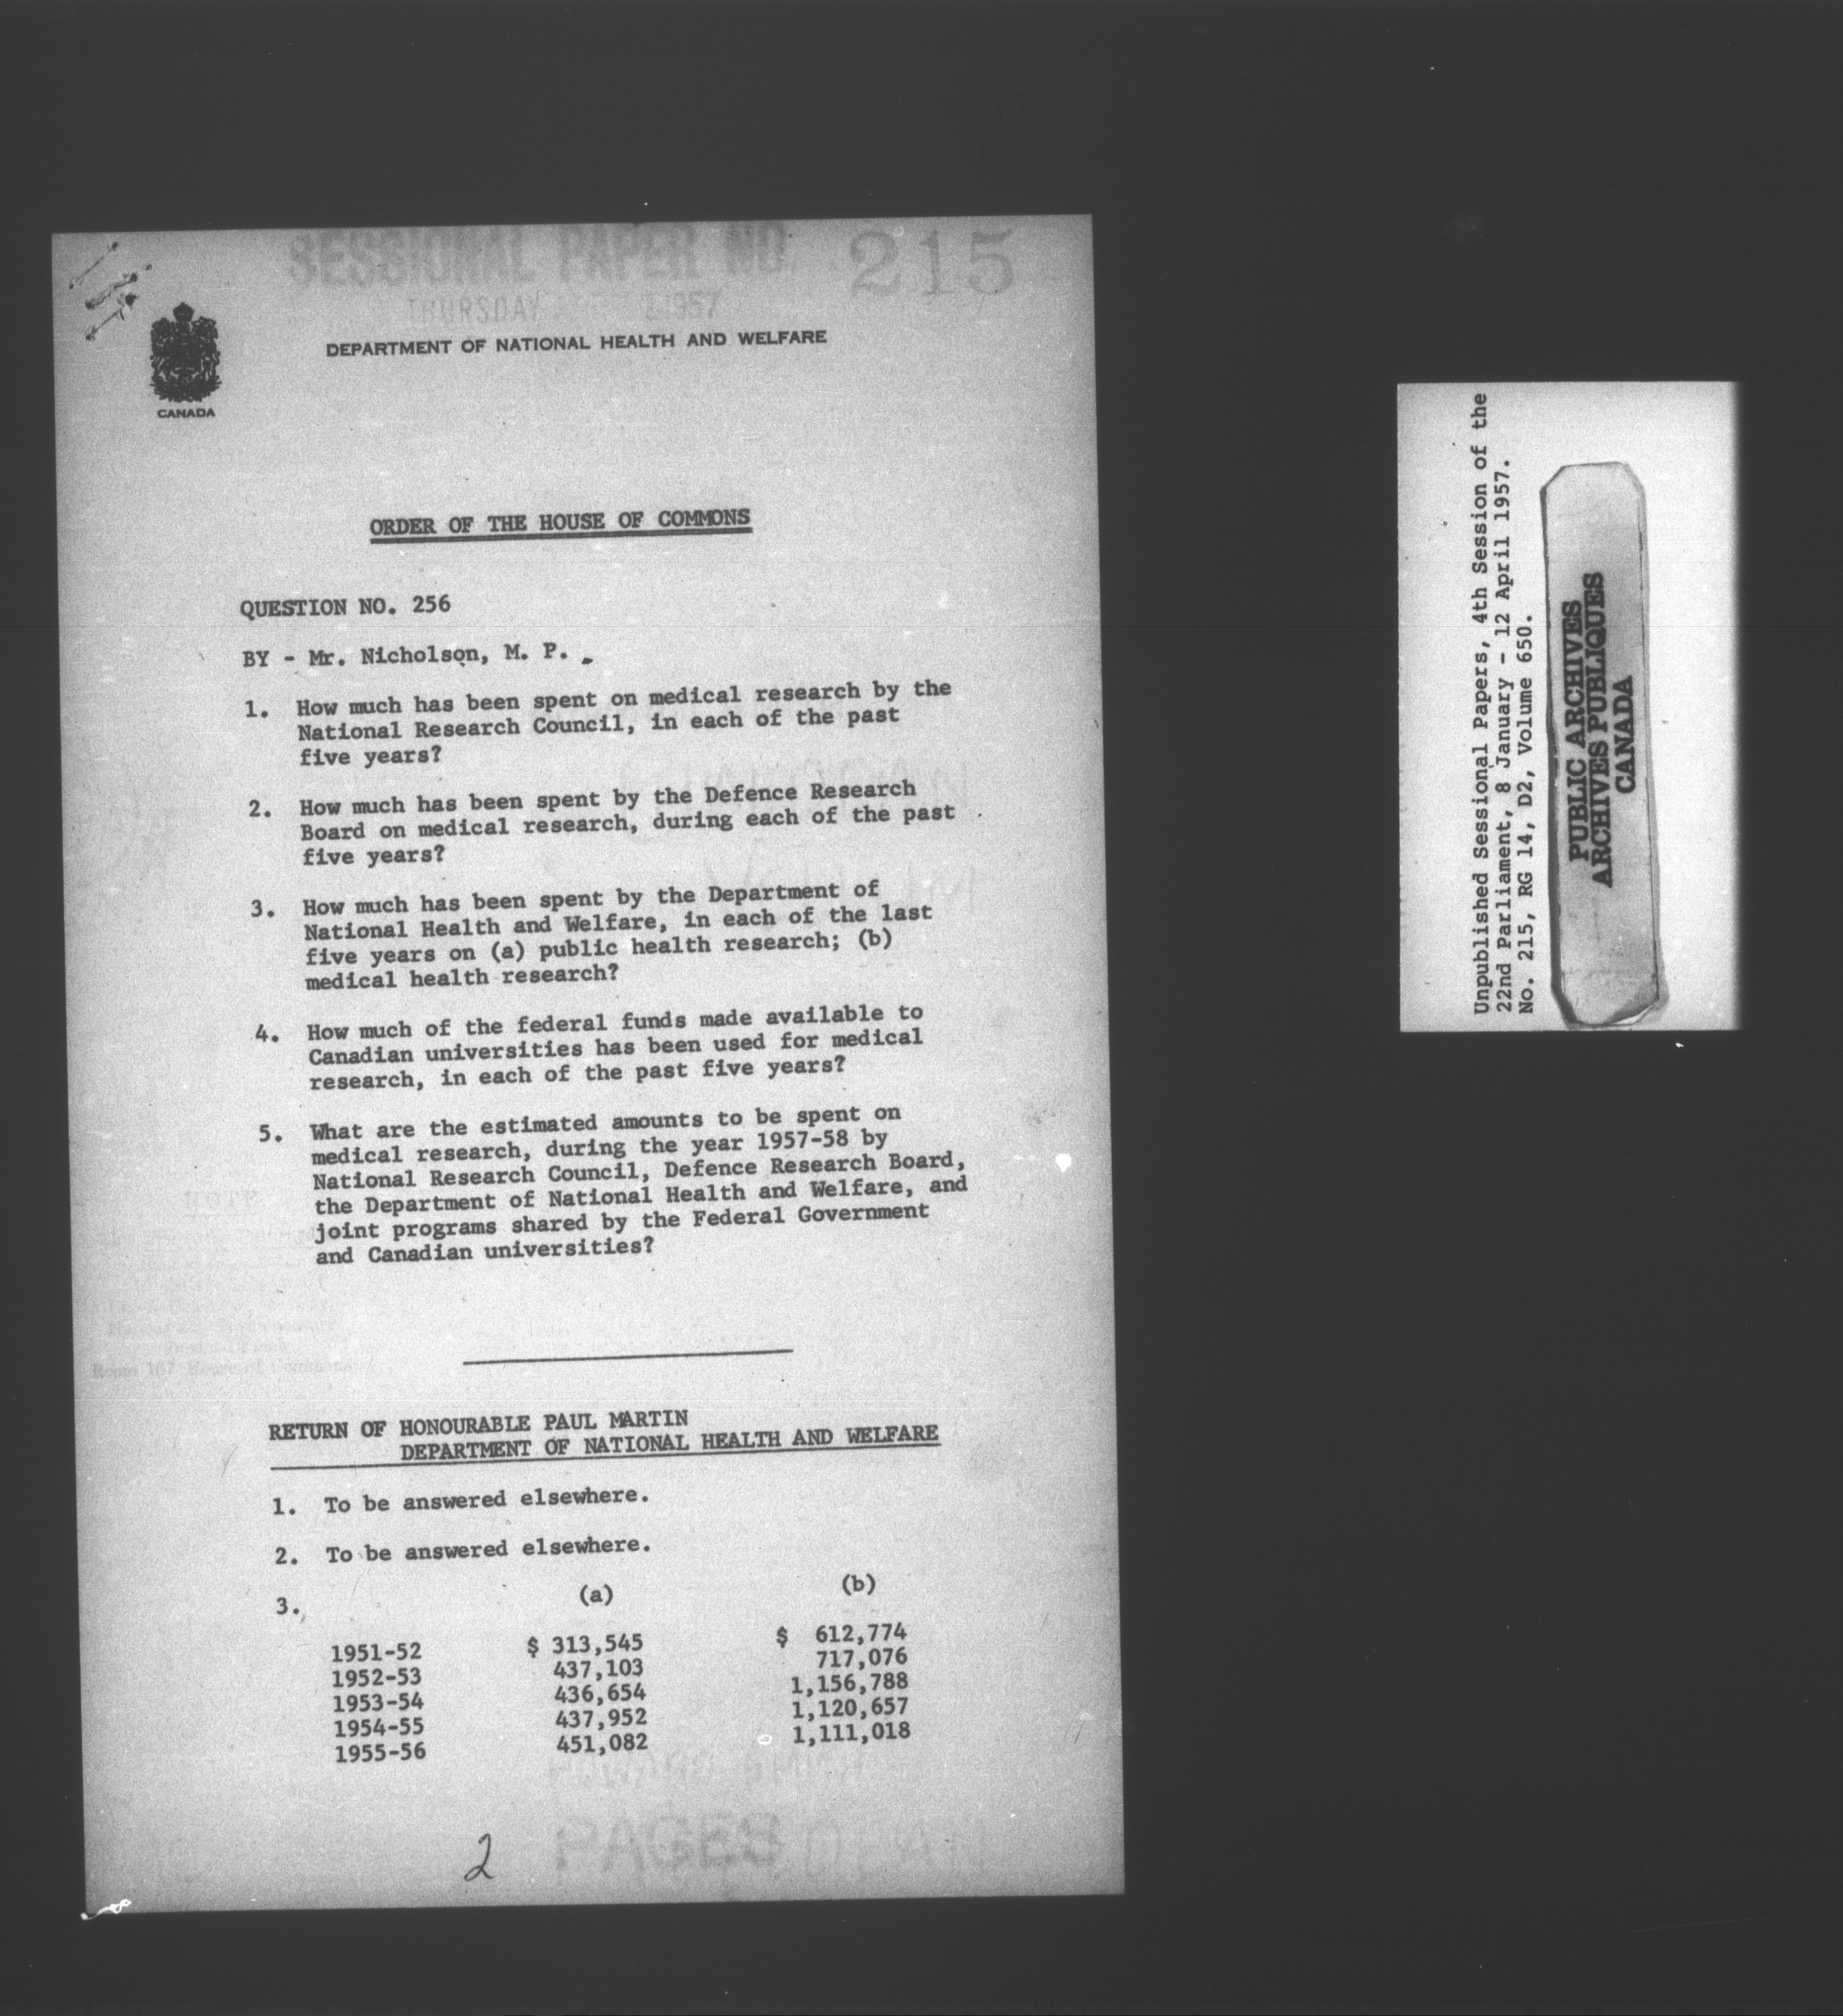 SESSIONAL PAPER NO. 215
THURSDAY 1957
DEPARTMENT OF NATIONAL HEALTH AND WELFARE
CANADA
ORDER OF THE HOUSE OF COMMONS
QUESTION NO. 256
BY - Mr. Nicholson, M. P.
1. How much has been spent on medical research by the
National Research Council, in each of the past
five years?
2. How much has been spent by the Defence Research
Board on medical research, during each of the past
five years?
3. How much has been spent by the Department of
National Health and Welfare, in each of the last
five years on (a) public health research; (b)
medical health research?
4. How much of the federal funds made available to
Canadian universities has been used for medical
research, in each of the past five years?
5. What are the estimated amounts to be spent on
medical research, during the year 1957-58 by
National Research Council, Defence Research Board,
the Department of National Health and Welfare, and
joint programs shared by the Federal Government
and Canadian universities?
RETURN OF HONOURABLE PAUL MARTIN
DEPARTMENT OF NATIONAL HEALTH AND WELFARE
1. To be answered elsewhere.
2. To be answered elsewhere.
3. (a) (b)
1951-52 $ 313,545 $ 612,774
1952-53 437,103 717,076
1953-54 436,654 1,156,788
1954-55 437,952 1,120,657
1955-56 451,082 1,111,018
2
PAGES
Unpublished Sessional Papers, 4th Session of the
22nd Parliament, 8 January - 12 April 1957.
No. 215, RG 14, D2, Volume 650.
PUBLIC ARCHIVES
ARCHIVES PUBLIQUES
CANADA